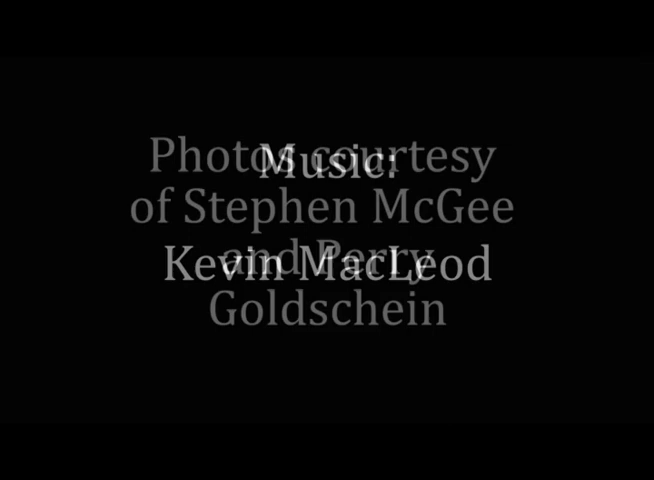 Photos courtesy
of Stephen McGee
and Perry
Goldschein
Music:
Kevin MacLeod